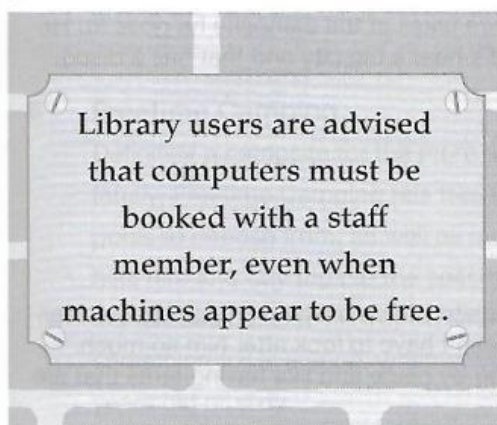 Library users are advised
that computers must be
booked with a staff
member, even when
machines appear to be free.